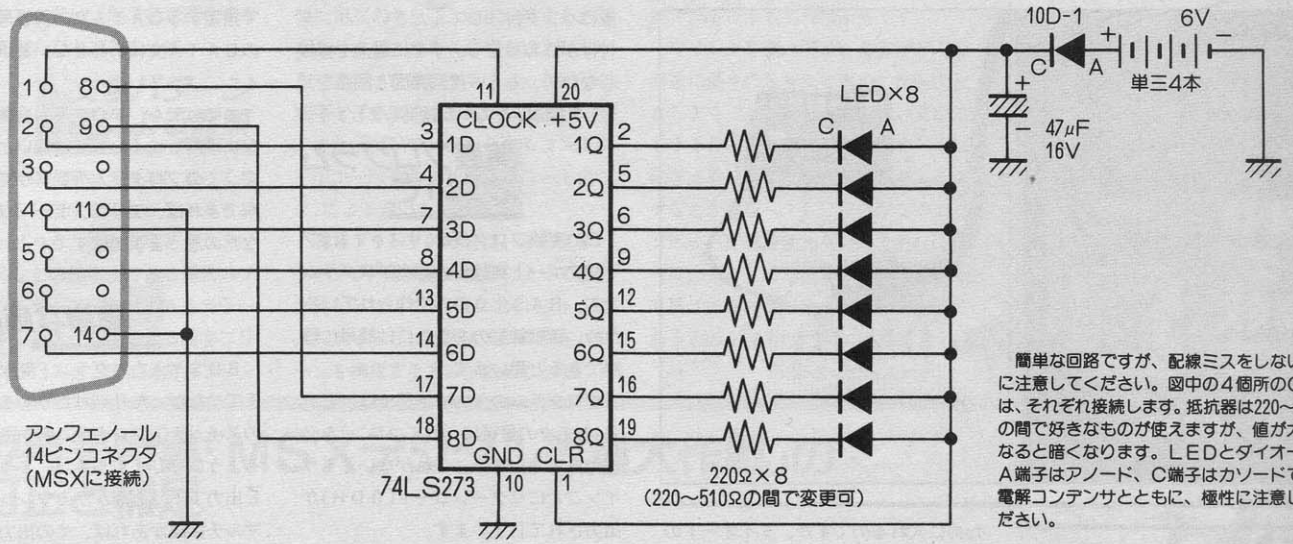 10D-1
6V
+
−
C
A
単三4本
+
−
47μF
16V
1
8
2
9
3
4
11
5
6
7
14
アンフェノール
14ピンコネクタ
(MSXに接続)
11
20
CLOCK +5V
3 1D 1Q 2
4 2D 2Q 5
7 3D 3Q 6
8 4D 4Q 9
13 5D 5Q 12
14 6D 6Q 15
17 7D 7Q 16
18 8D 8Q 19
GND CLR
74LS273
10
1
LED×8
C
A
220Ω×8
(220〜510Ωの間で変更可)
簡単な回路ですが、配線ミスをしない
に注意してください。図中の4個所の
は、それぞれ接続します。抵抗器は220〜
の間で好きなものが使えますが、値が
なると暗くなります。LEDとダイオー
A端子はアノード、C端子はカソードで
電解コンデンサとともに、極性に注意し
ださい。